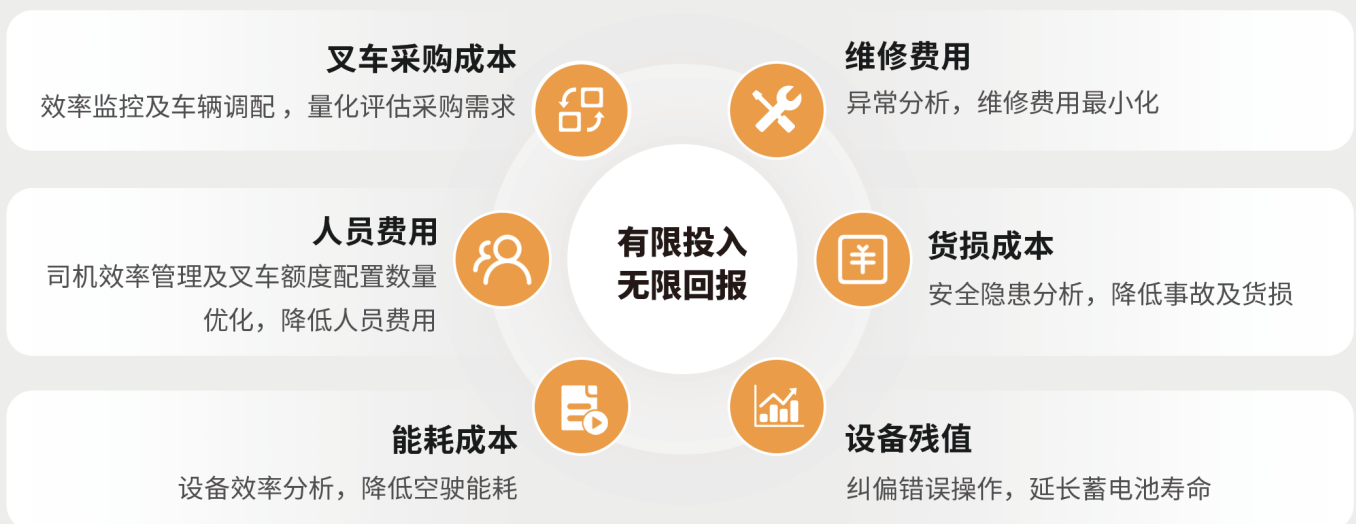 叉车采购成本
效率监控及车辆调配，量化评估采购需求
人员费用
司机效率管理及叉车额度配置数量
优化，降低人员费用
能耗成本
设备效率分析，降低空驶能耗
有限投入
无限回报
维修费用
异常分析，维修费用最小化
货损成本
安全隐患分析，降低事故及货损
设备残值
纠偏错误操作，延长蓄电池寿命